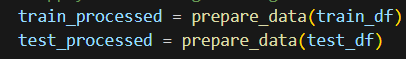 train_processed = prepare_data(train_df)
test_processed = prepare_data(test_df)